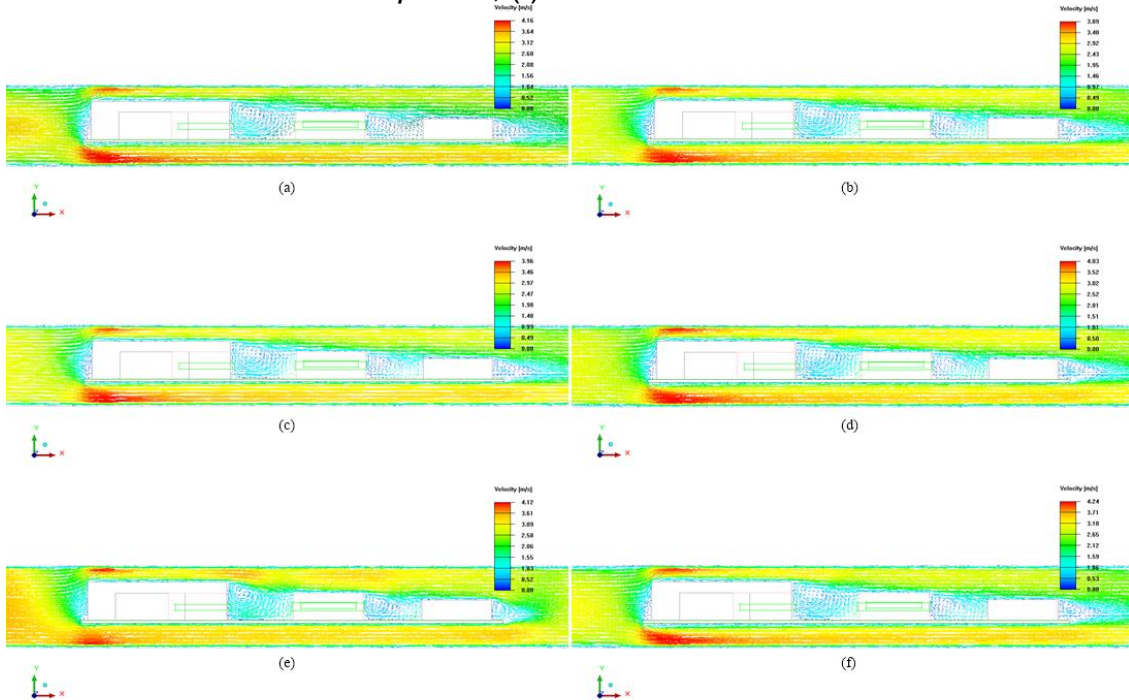 Velocity [m/s]
4.16
3.64
3.12
2.60
2.08
1.56
1.04
0.52
0.00
Y
X
(a)
Velocity [m/s]
3.89
3.40
2.92
2.43
1.95
1.46
0.97
0.49
0.00
Y
X
(b)
Velocity [m/s]
3.96
3.46
2.97
2.47
1.98
1.48
0.99
0.49
0.00
Y
X
(c)
Velocity [m/s]
4.03
3.52
3.02
2.52
2.01
1.51
1.01
0.50
0.00
Y
X
(d)
Velocity [m/s]
4.12
3.61
3.09
2.58
2.06
1.55
1.03
0.52
0.00
Y
X
(e)
Velocity [m/s]
4.24
3.71
3.18
2.65
2.12
1.59
1.06
0.53
0.00
Y
X
(f)